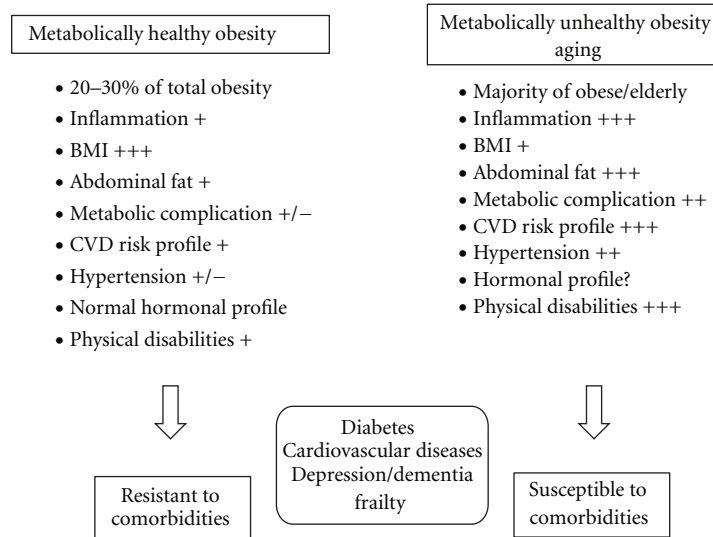 Metabolically healthy obesity
• 20–30% of total obesity
• Inflammation +
• BMI +++
• Abdominal fat +
• Metabolic complication +/−
• CVD risk profile +
• Hypertension +/−
• Normal hormonal profile
• Physical disabilities +
Resistant to
comorbidities
Metabolically unhealthy obesity
aging
• Majority of obese/elderly
• Inflammation +++
• BMI +
• Abdominal fat +++
• Metabolic complication ++
• CVD risk profile +++
• Hypertension ++
• Hormonal profile?
• Physical disabilities +++
Diabetes
Cardiovascular diseases
Depression/dementia
frailty
Susceptible to
comorbidities